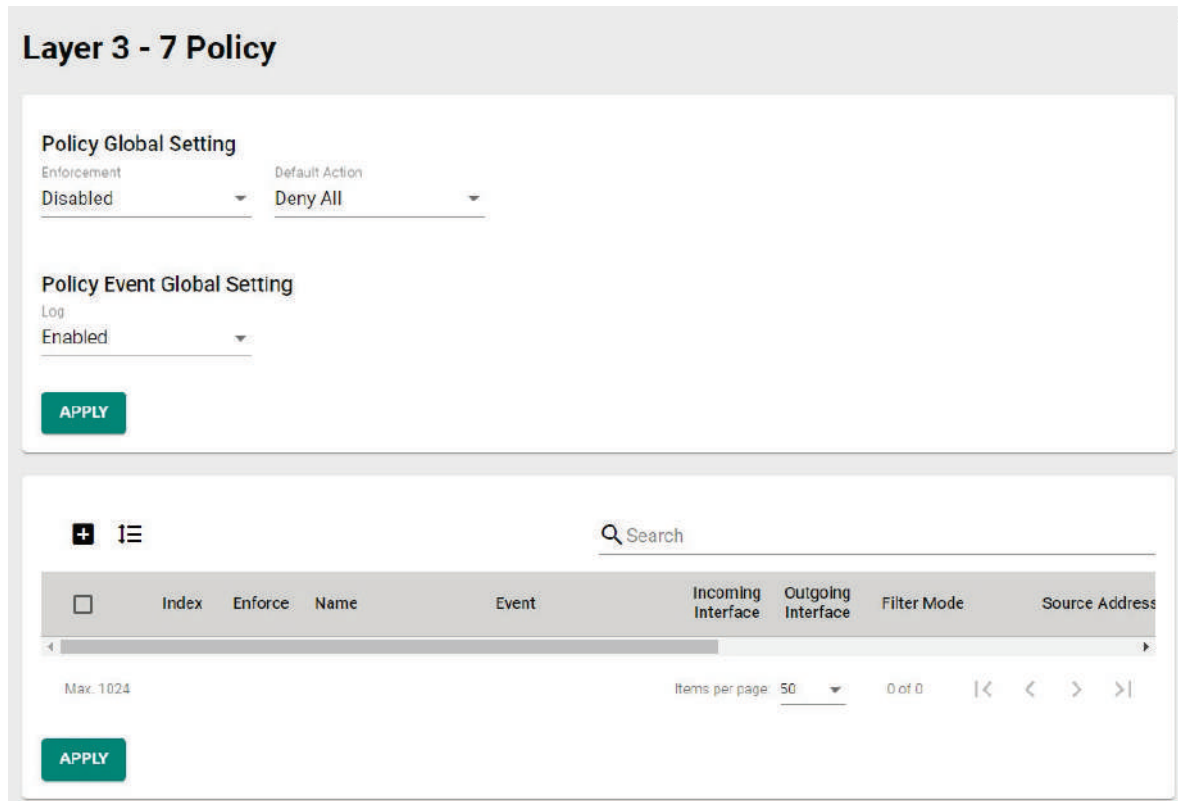 Layer 3 - 7 Policy
Policy Global Setting
Enforcement Default Action
Disabled Deny All
Policy Event Global Setting
Log
Enabled
APPLY
Search
Index Enforce Name Event Incoming Interface Outgoing Interface Filter Mode Source Address
Max. 1024 Items per page: 50 0 of 0
APPLY